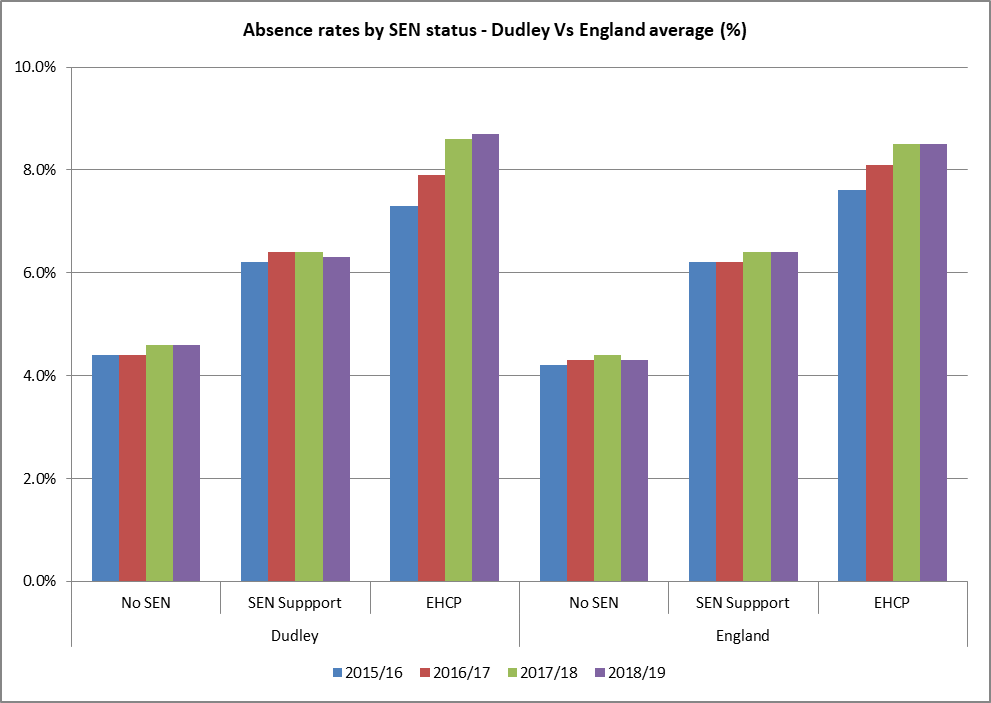 Absence rates by SEN status - Dudley Vs England average (%)
10.0%
8.0%
6.0%
4.0%
2.0%
0.0%
No SEN SEN Suppport EHCP No SEN SEN Suppport EHCP
Dudley England
2015/16 2016/17 2017/18 2018/19